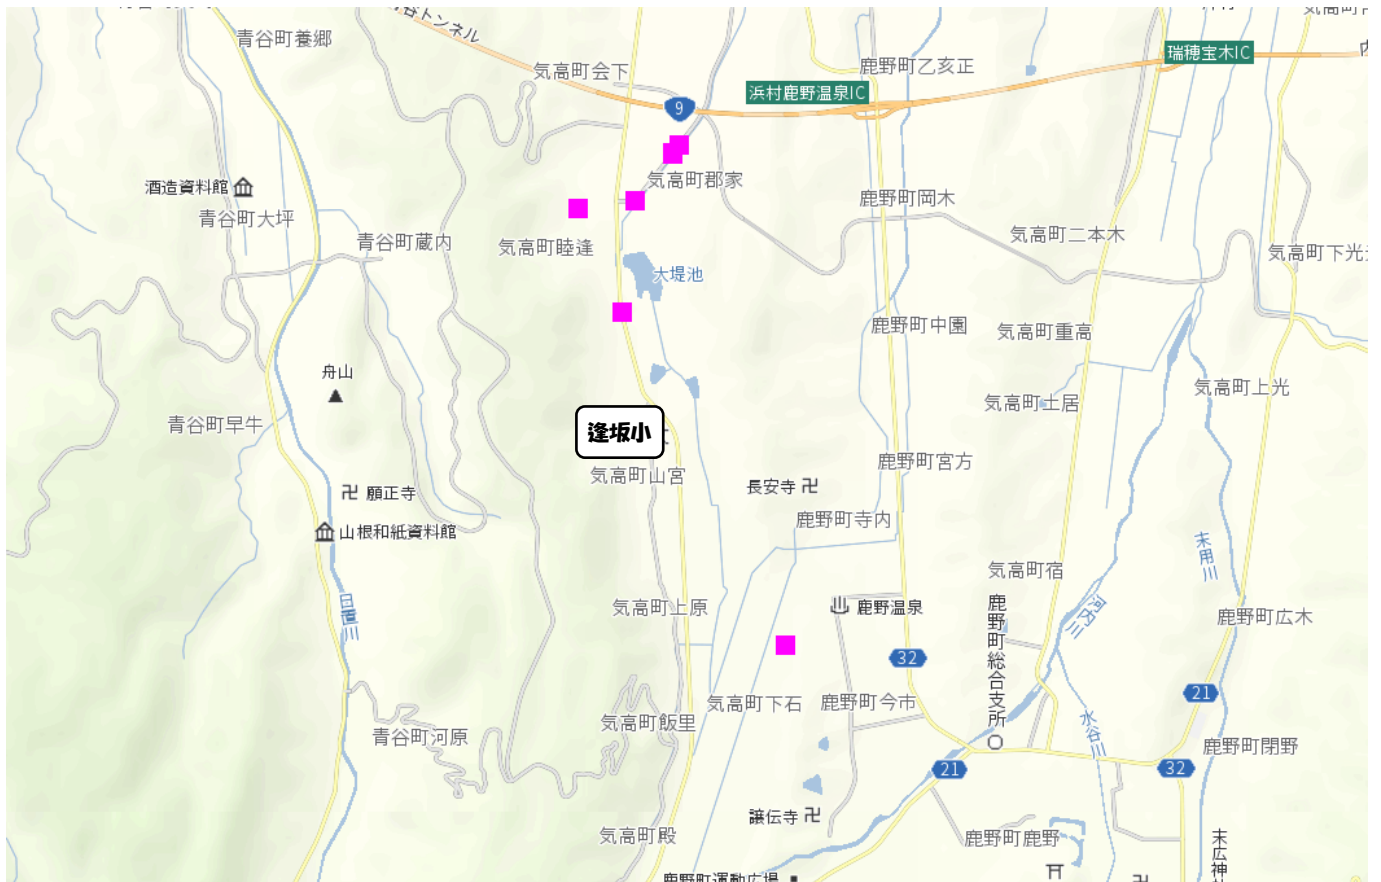 青谷町養郷
トンネル
気高町会下
9
浜村鹿野温泉IC
鹿野町乙亥正
瑞穂宝木IC
酒造資料館
青谷町大坪
青谷町蔵内
気高町郡家
気高町睦逢
大堤池
鹿野町岡木
気高町二本木
気高町下光
鹿野町中園
気高町重高
舟山
青谷町早牛
気高町上光
気高町土居
逢坂小
気高町山宮
鹿野町宮方
長安寺
願正寺
鹿野町寺内
山根和紙資料館
末用川
気高町宿
日置川
気高町上原
鹿野温泉
鹿野町総合支所
河内川
鹿野町広木
32
21
気高町下石
鹿野町今市
気高町飯里
青谷町河原
水谷川
鹿野町閉野
21
32
譲伝寺
気高町殿
鹿野町鹿野
末広神
鹿野町運動広場